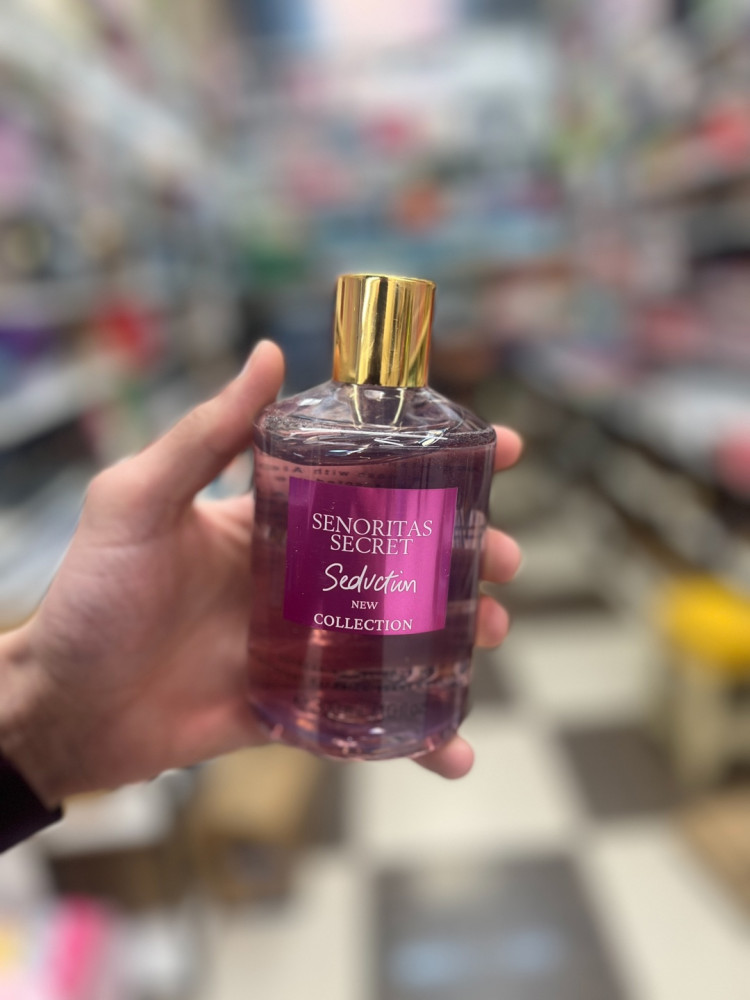 SENORITAS
SECRET
Seduction
NEW
COLLECTION